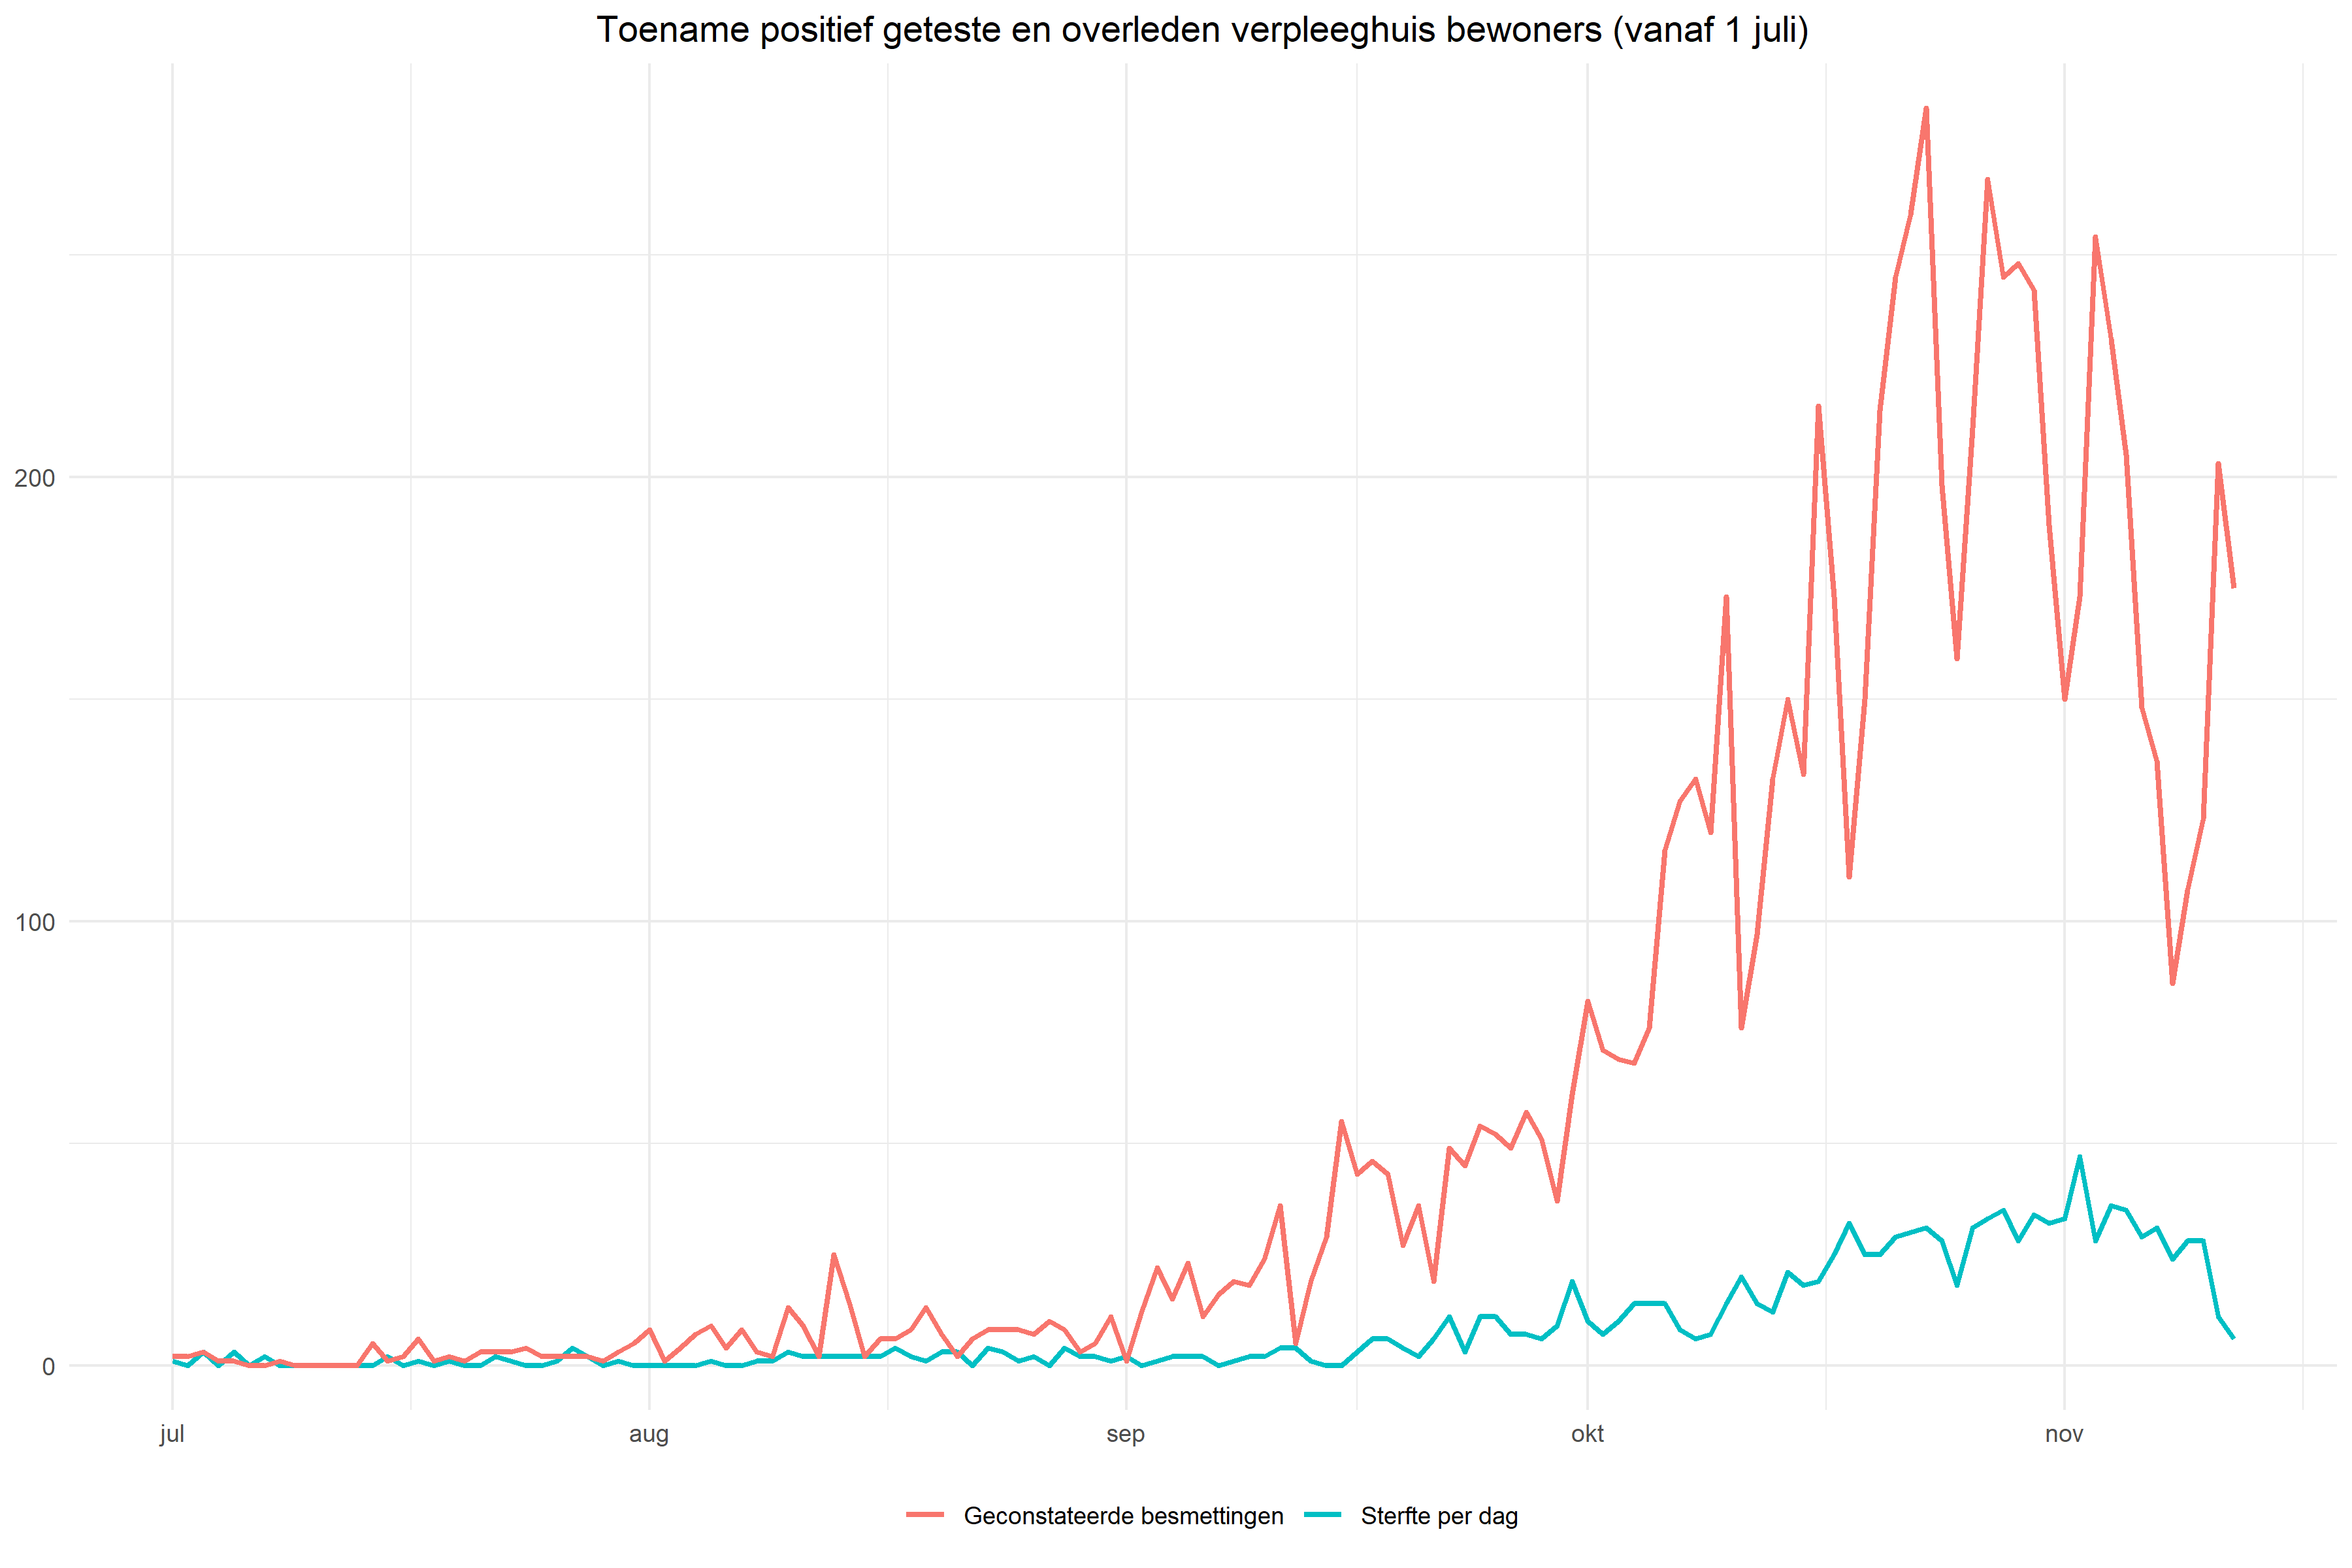 Toename positief geteste en overleden verpleeghuis bewoners (vanaf 1 juli)
200
100
0
jul aug sep okt nov
Geconstateerde besmettingen Sterfte per dag